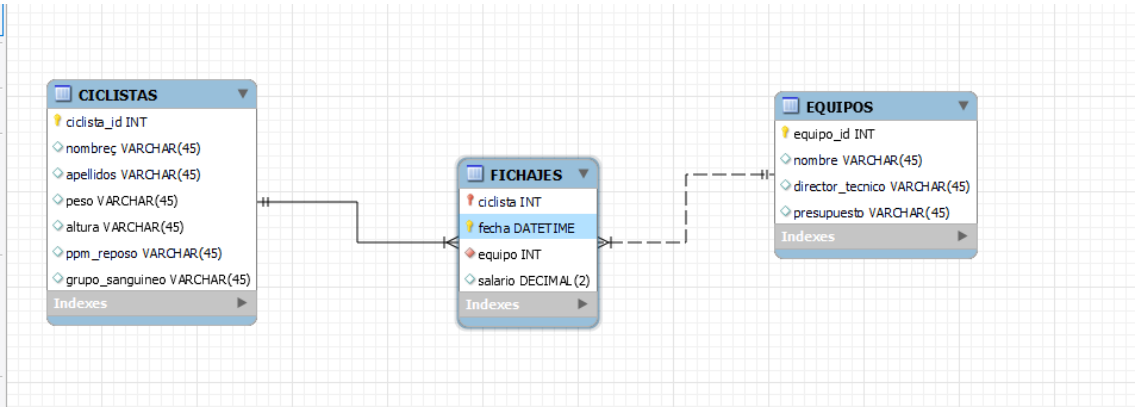 CICLISTAS
ciclista_id INT
nombreç VARCHAR(45)
apellidos VARCHAR(45)
peso VARCHAR(45)
altura VARCHAR(45)
ppm_reposo VARCHAR(45)
grupo_sanguineo VARCHAR(45)
Indexes
FICHAJES
ciclista INT
fecha DATETIME
equipo INT
salario DECIMAL(2)
Indexes
EQUIPOS
equipo_id INT
nombre VARCHAR(45)
director_tecnico VARCHAR(45)
presupuesto VARCHAR(45)
Indexes